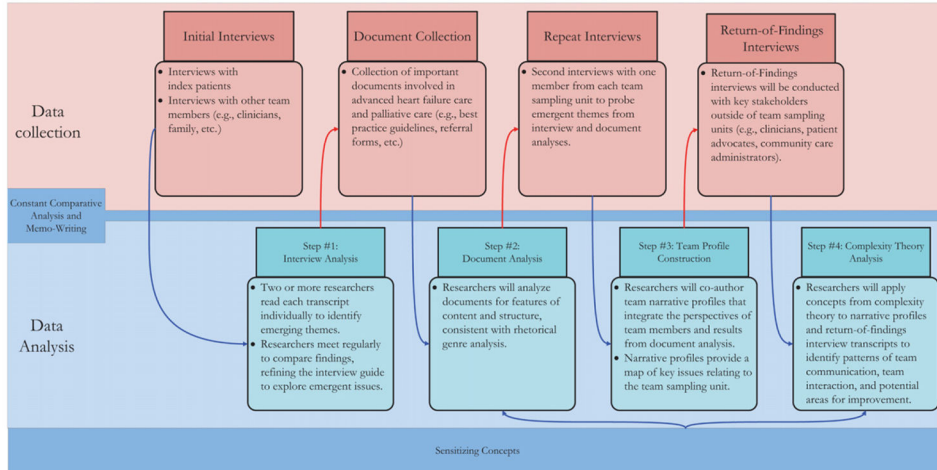 Initial Interviews
• Interviews with
index patients
• Interviews with other team
members (e.g., clinicians,
family, etc.)
Document Collection
• Collection of important
documents involved in
advanced heart failure care
and palliative care (e.g., best
practice guidelines, referral
forms, etc.)
Repeat Interviews
• Second interviews with one
member from each team
sampling unit to probe
emergent themes from
interview and document
analyses.
Return-of-Findings
Interviews
• Return-of-Findings
interviews will be conducted
with key stakeholders
outside of team sampling
units (e.g., clinicians, patient
advocates, community care
administrators).
Data
collection
Constant Comparative
Analysis and
Memo-Writing
Data
Analysis
Step #1:
Interview Analysis
• Two or more researchers
read each transcript
individually to identify
emerging themes.
• Researchers meet regularly
to compare findings,
refining the interview guide
to explore emergent issues.
Step #2:
Document Analysis
• Researchers will analyze
documents for features of
content and structure,
consistent with rhetorical
genre analysis.
Step #3: Team Profile
Construction
• Researchers will co-author
team narrative profiles that
integrate the perspectives of
team members and results
from document analysis.
• Narrative profiles provide a
map of key issues relating to
the team sampling unit.
Step #4: Complexity Theory
Analysis
• Researchers will apply
concepts from complexity
theory to narrative profiles
and return-of-findings
interview transcripts to
identify patterns of team
communication, team
interaction, and potential
areas for improvement.
Sensitizing Concepts